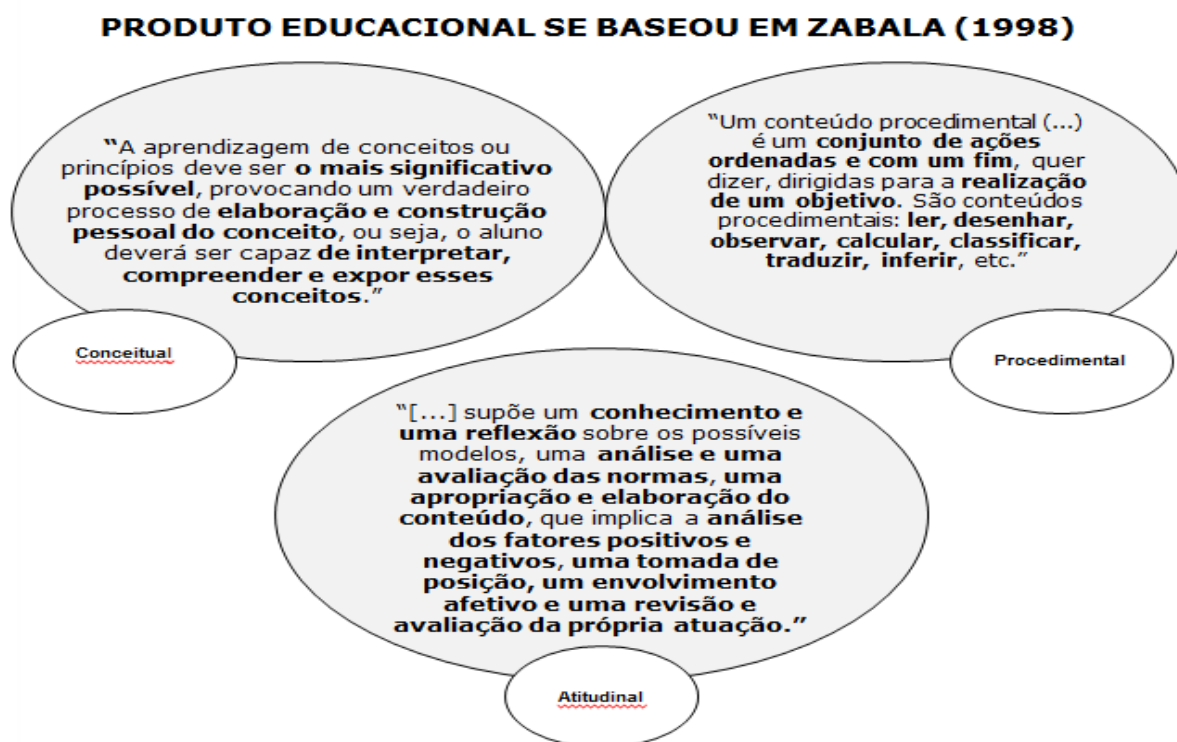 PRODUTO EDUCACIONAL SE BASEOU EM ZABALA (1998)
“A aprendizagem de conceitos ou
princípios deve ser o mais significativo
possível, provocando um verdadeiro
processo de elaboração e construção
pessoal do conceito, ou seja, o aluno
deverá ser capaz de interpretar,
compreender e expor esses
conceitos.”
Conceitual
“Um conteúdo procedimental (...)
é um conjunto de ações
ordenadas e com um fim, quer
dizer, dirigidas para a realização
de um objetivo. São conteúdos
procedimentais: ler, desenhar,
observar, calcular, classificar,
traduzir, inferir, etc.”
Procedimental
“[...] supõe um conhecimento e
uma reflexão sobre os possíveis
modelos, uma análise e uma
avaliação das normas, uma
apropriação e elaboração do
conteúdo, que implica a análise
dos fatores positivos e
negativos, uma tomada de
posição, um envolvimento
afetivo e uma revisão e
avaliação da própria atuação.”
Atitudinal